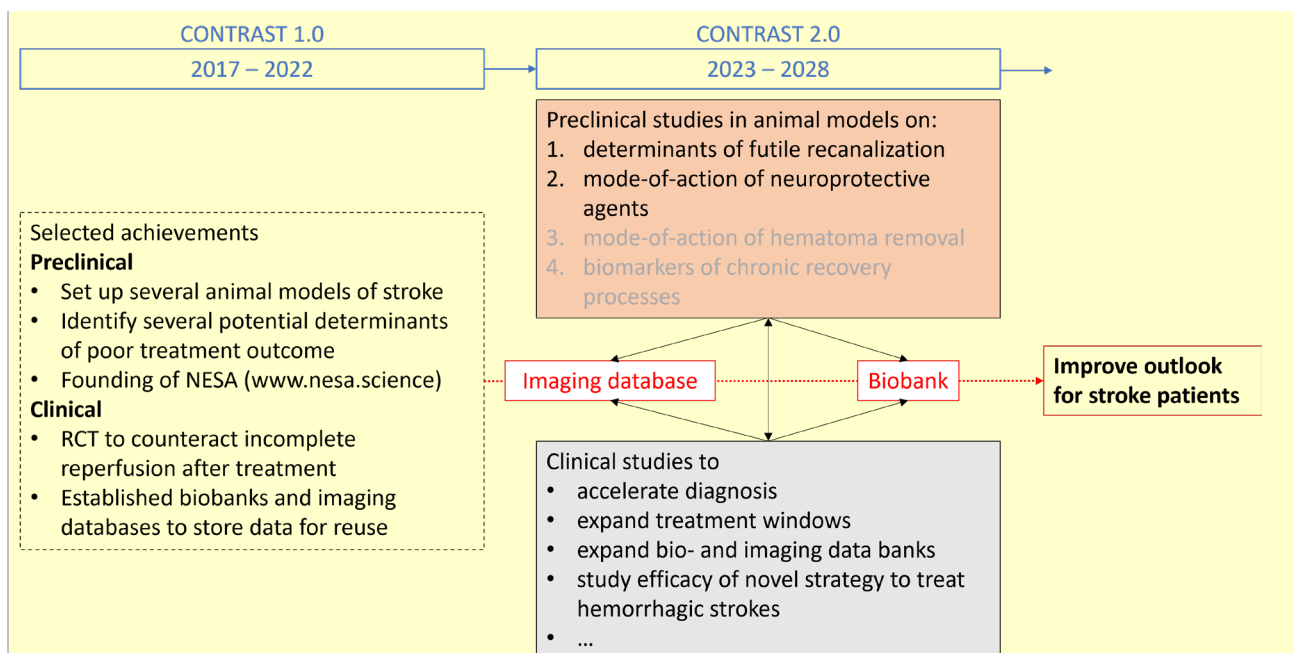 CONTRAST 1.0
2017 – 2022
CONTRAST 2.0
2023 – 2028
Selected achievements
Preclinical
• Set up several animal models of stroke
• Identify several potential determinants
of poor treatment outcome
• Founding of NESA (www.nesa.science)
Clinical
• RCT to counteract incomplete
reperfusion after treatment
• Established biobanks and imaging
databases to store data for reuse
Preclinical studies in animal models on:
1. determinants of futile recanalization
2. mode-of-action of neuroprotective
agents
3. mode-of-action of hematoma removal
4. biomarkers of chronic recovery
processes
Imaging database
Biobank
Improve outlook
for stroke patients
Clinical studies to
• accelerate diagnosis
• expand treatment windows
• expand bio- and imaging data banks
• study efficacy of novel strategy to treat
hemorrhagic strokes
• ...